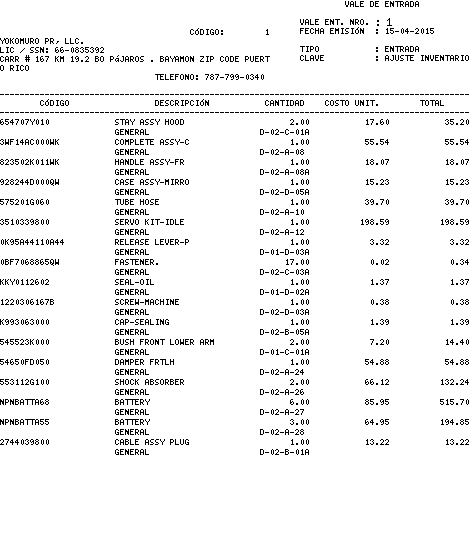 VALE DE ENTRADA
VALE ENT. NRO. : 1
CÓDIGO: 1 FECHA EMISIÓN : 15-04-2015
YOKOMURO PR, LLC.
LIC / SSN: 66-0835392 TIPO : ENTRADA
CARR # 167 KM 19.2 BO PáJAROS . BAYAMON ZIP CODE PUERT CLAVE : AJUSTE INVENTARIO
O RICO
TELEFONO: 787-799-0340
CóDIGO DESCRIPCIÓN CANTIDAD COSTO UNIT. TOTAL
654707Y010 STAY ASSY HOOD 2.00 17.60 35.20
GENERAL D-02-C-01A
3WF14AC000WK COMPLETE ASSY-C 1.00 55.54 55.54
GENERAL D-02-A-08
823502K011WK HANDLE ASSY-FR 1.00 18.07 18.07
GENERAL D-02-A-08A
928244D000QW CASE ASSY-MIRRO 1.00 15.23 15.23
GENERAL D-02-D-05A
575201G060 TUBE HOSE 1.00 39.70 39.70
GENERAL D-02-A-10
3510339800 SERVO KIT-IDLE 1.00 198.59 198.59
GENERAL D-02-A-12
0K95A44110A44 RELEASE LEVER-P 1.00 3.32 3.32
GENERAL D-01-D-03A
0BF7068865QW FASTENER. 17.00 0.02 0.34
GENERAL D-02-C-03A
KKY0112602 SEAL-OIL 1.00 1.37 1.37
GENERAL D-01-D-02A
1220306167B SCREW-MACHINE 1.00 0.38 0.38
GENERAL D-02-D-03A
K993063000 CAP-SEALING 1.00 1.39 1.39
GENERAL D-02-B-05A
545523K000 BUSH FRONT LOWER ARM 2.00 7.20 14.40
GENERAL D-01-C-01A
54650FD050 DAMPER FRTLH 1.00 54.88 54.88
GENERAL D-02-A-24
553112G100 SHOCK ABSORBER 2.00 66.12 132.24
GENERAL D-02-A-26
NPNBATTA68 BATTERY 6.00 85.95 515.70
GENERAL D-02-A-27
NPNBATTA55 BATTERY 3.00 64.95 194.85
GENERAL D-02-A-28
2744039800 CABLE ASSY PLUG 1.00 13.22 13.22
GENERAL D-02-B-01A